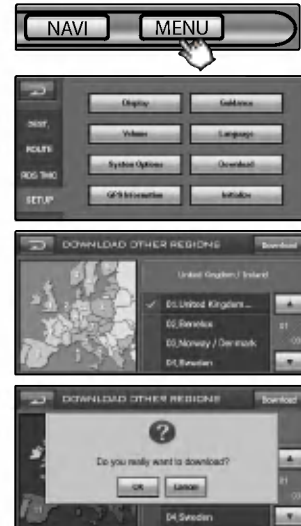 NAVI MENU
DEST.
ROUTE
RDS TMC
SETUP
Display Guidance
Volume Language
System Options Download
GPS Information Initialize
DOWNLOAD OTHER REGIONS Download
United Kingdom / Ireland
01.United Kingdom...
02.Benelux
03.Norway / Denmark
04.Sweden
01
DOWNLOAD OTHER REGIONS Download
Do you really want to download?
OK Cancel
04.Sweden